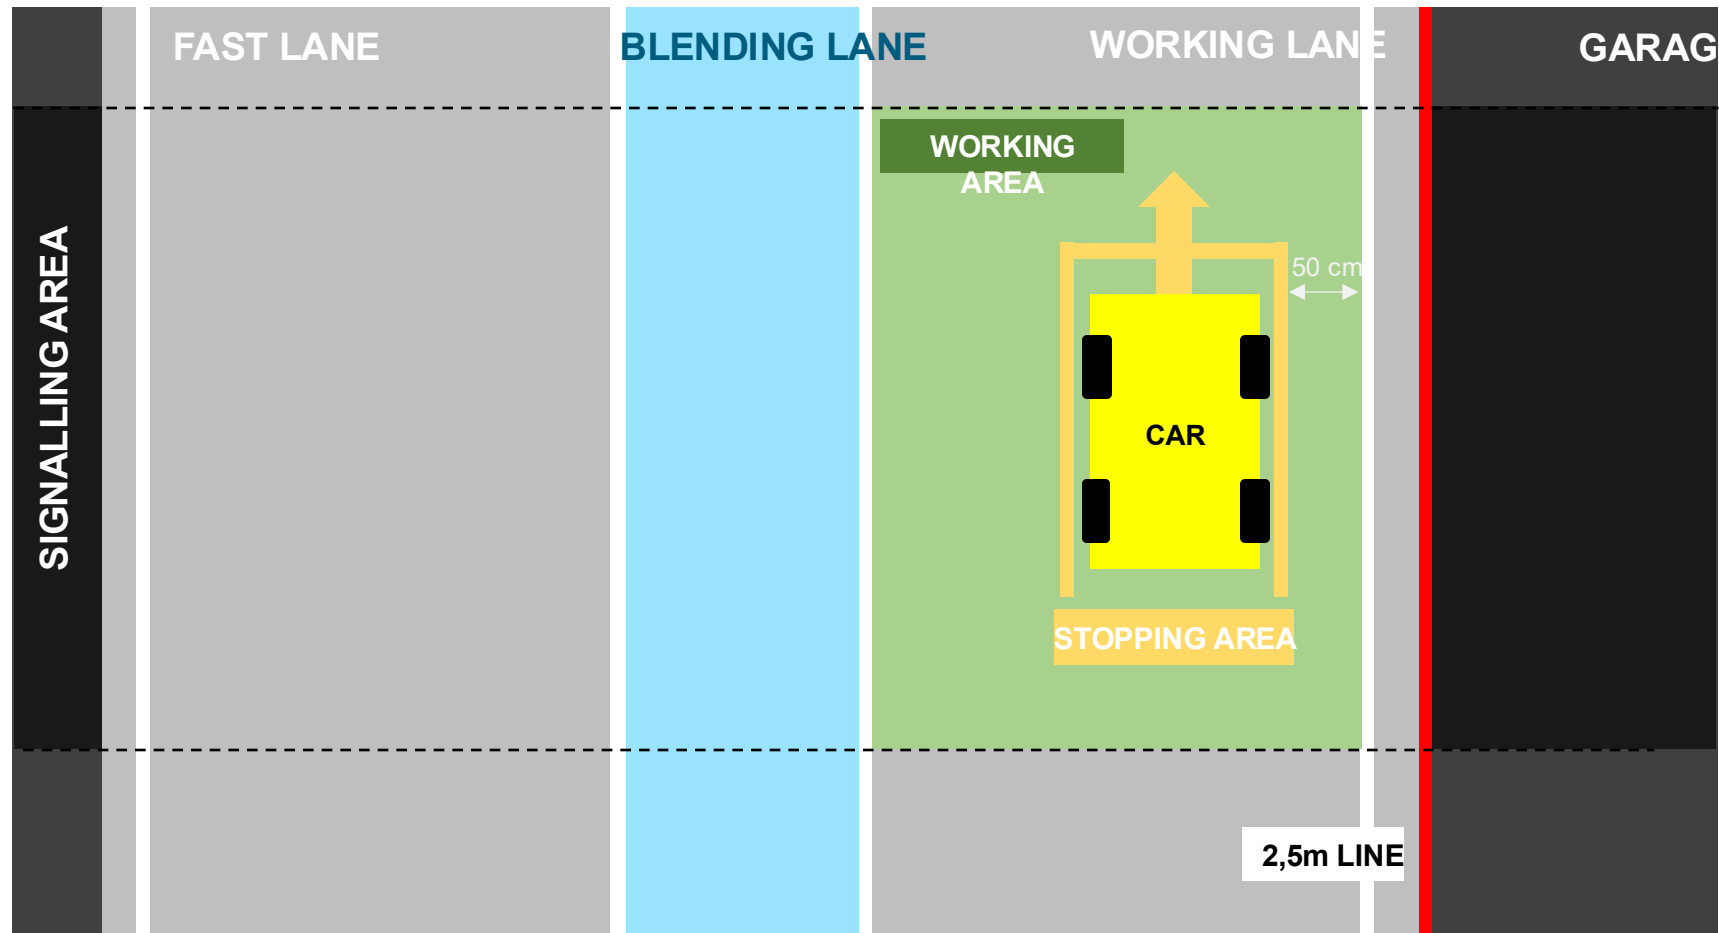 FAST LANE
BLENDING LANE
WORKING LANE
GARAG
WORKING
AREA
50 cm
SIGNALLING AREA
CAR
STOPPING AREA
2,5m LINE